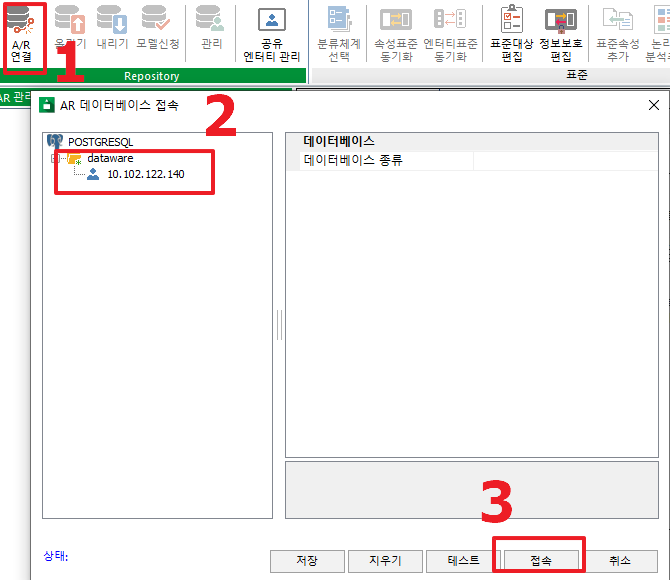 A/R
연결
올리기
내리기
모델신청
관리
공유
엔터티 관리
분류체계
선택
속성표준
동기화
엔터티표준
동기화
표준대상
편집
정보보호
편집
표준속성
추가
논리
1
Repository
표준
AR 관리
AR 데이터베이스 접속
2
POSTGRESQL
dataware
10.102.122.140
데이터베이스
데이터베이스 종류
3
상태:
저장
지우기
테스트
접속
취소